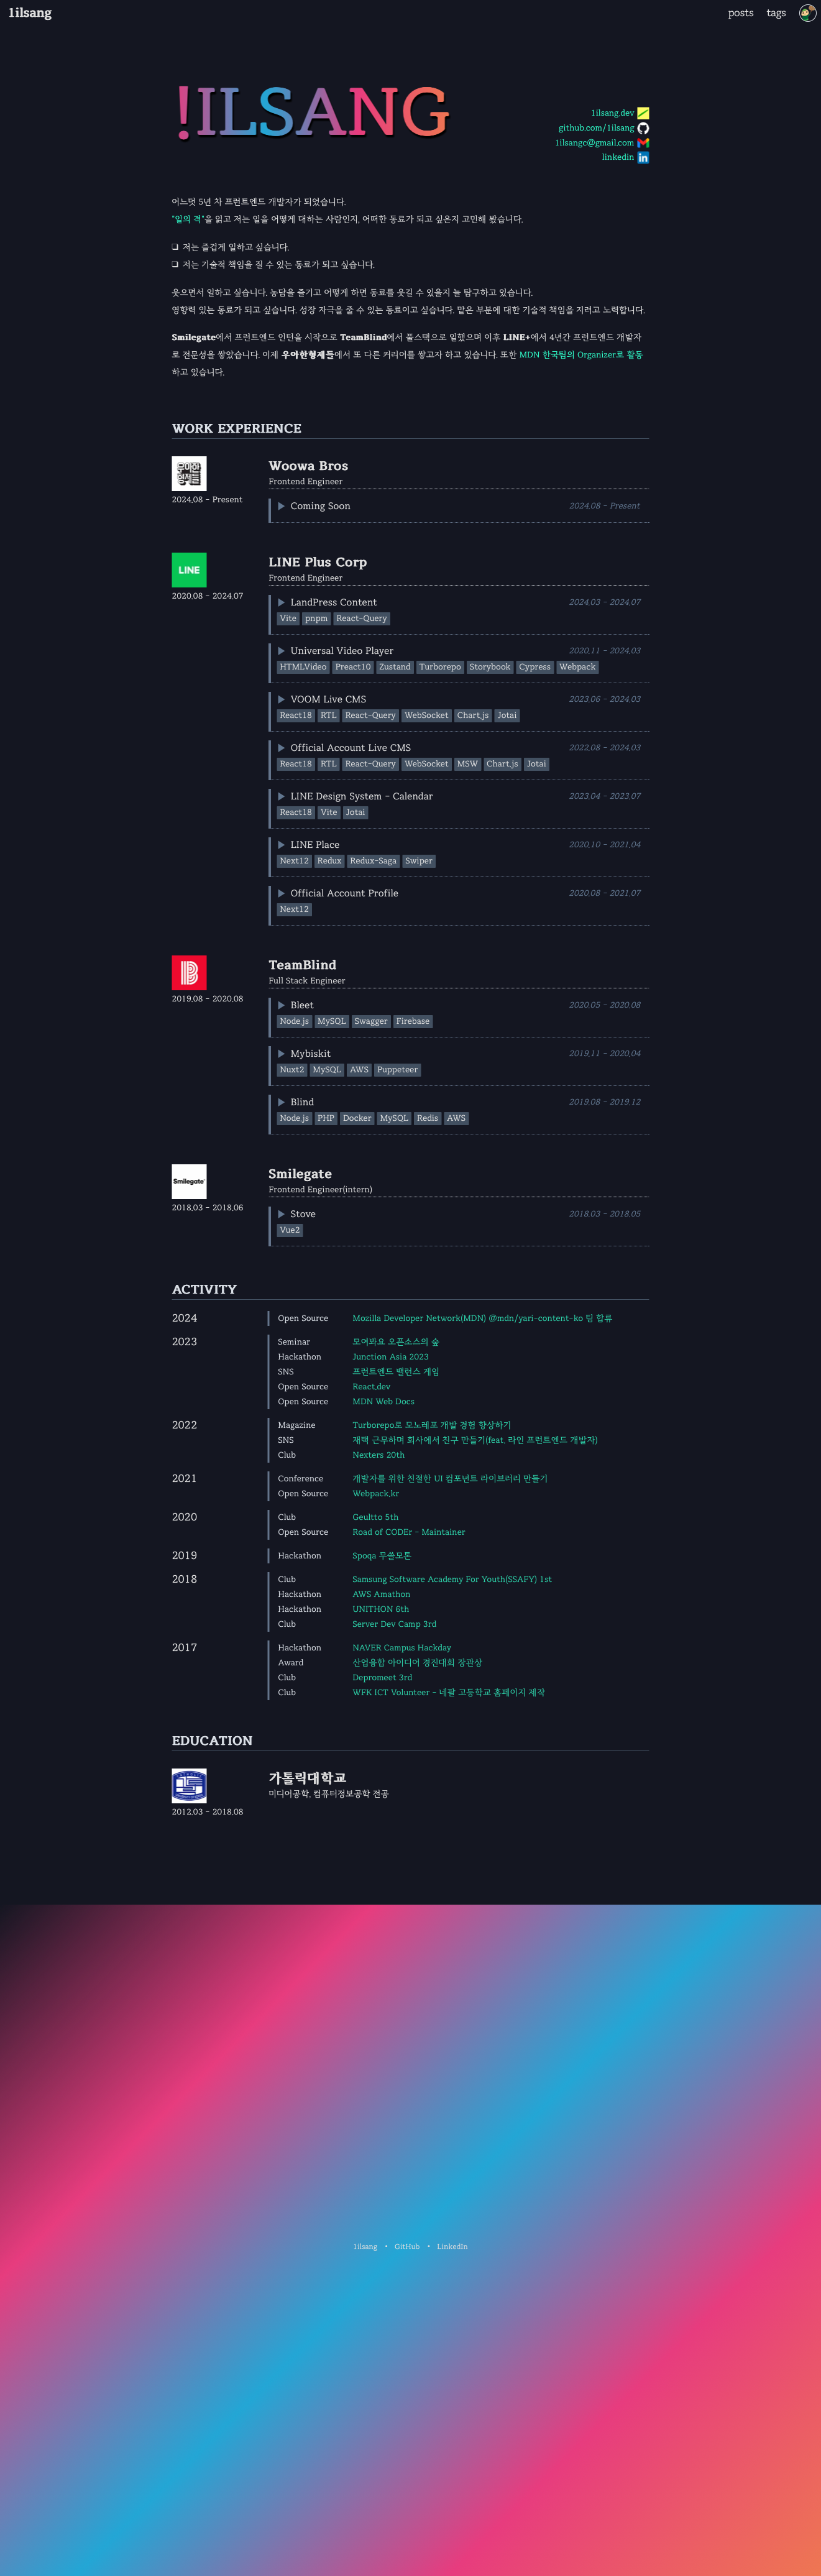 1ilsang
posts
tags
!ILSANG
1ilsang.dev
github.com/1ilsang
1ilsangc@gmail.com
linkedin
어느덧 5년 차 프런트엔드 개발자가 되었습니다.
"일의 격"을 읽고 저는 일을 어떻게 대하는 사람인지, 어떠한 동료가 되고 싶은지 고민해 봤습니다.
❏ 저는 즐겁게 일하고 싶습니다.
❏ 저는 기술적 책임을 질 수 있는 동료가 되고 싶습니다.
웃으면서 일하고 싶습니다. 농담을 즐기고 어떻게 하면 동료를 웃길 수 있을지 늘 탐구하고 있습니다.
영향력 있는 동료가 되고 싶습니다. 성장 자극을 줄 수 있는 동료이고 싶습니다. 맡은 부분에 대한 기술적 책임을 지려고 노력합니다.
Smilegate에서 프런트엔드 인턴을 시작으로 TeamBlind에서 풀스택으로 일했으며 이후 LINE+에서 4년간 프런트엔드 개발자
로 전문성을 쌓았습니다. 이제 우아한형제들에서 또 다른 커리어를 쌓고자 하고 있습니다. 또한 MDN 한국팀의 Organizer로 활동
하고 있습니다.
WORK EXPERIENCE
우아한
형제들
2024.08 - Present
Woowa Bros
Frontend Engineer
▶ Coming Soon
2024.08 - Present
LINE
2020.08 - 2024.07
LINE Plus Corp
Frontend Engineer
▶ LandPress Content
2024.03 - 2024.07
Vite pnpm React-Query
▶ Universal Video Player
2020.11 - 2024.03
HTMLVideo Preact10 Zustand Turborepo Storybook Cypress Webpack
▶ VOOM Live CMS
2023.06 - 2024.03
React18 RTL React-Query WebSocket Chart.js Jotai
▶ Official Account Live CMS
2022.08 - 2024.03
React18 RTL React-Query WebSocket MSW Chart.js Jotai
▶ LINE Design System - Calendar
2023.04 - 2023.07
React18 Vite Jotai
▶ LINE Place
2020.10 - 2021.04
Next12 Redux Redux-Saga Swiper
▶ Official Account Profile
2020.08 - 2021.07
Next12
2019.08 - 2020.08
TeamBlind
Full Stack Engineer
▶ Bleet
2020.05 - 2020.08
Node.js MySQL Swagger Firebase
▶ Mybiskit
2019.11 - 2020.04
Nuxt2 MySQL AWS Puppeteer
▶ Blind
2019.08 - 2019.12
Node.js PHP Docker MySQL Redis AWS
Smilegate
2018.03 - 2018.06
Smilegate
Frontend Engineer(intern)
▶ Stove
2018.03 - 2018.05
Vue2
ACTIVITY
2024
Open Source Mozilla Developer Network(MDN) @mdn/yari-content-ko 팀 합류
2023
Seminar 모여봐요 오픈소스의 숲
Hackathon Junction Asia 2023
SNS 프런트엔드 밸런스 게임
Open Source React.dev
Open Source MDN Web Docs
2022
Magazine Turborepo로 모노레포 개발 경험 향상하기
SNS 재택 근무하며 회사에서 친구 만들기(feat. 라인 프런트엔드 개발자)
Club Nexters 20th
2021
Conference 개발자를 위한 친절한 UI 컴포넌트 라이브러리 만들기
Open Source Webpack.kr
2020
Club Geultto 5th
Open Source Road of CODEr - Maintainer
2019
Hackathon Spoqa 무쓸모톤
2018
Club Samsung Software Academy For Youth(SSAFY) 1st
Hackathon AWS Amathon
Hackathon UNITHON 6th
Club Server Dev Camp 3rd
2017
Hackathon NAVER Campus Hackday
Award 산업융합 아이디어 경진대회 장관상
Club Depromeet 3rd
Club WFK ICT Volunteer - 네팔 고등학교 홈페이지 제작
EDUCATION
2012.03 - 2018.08
가톨릭대학교
미디어공학, 컴퓨터정보공학 전공
1ilsang • GitHub • LinkedIn